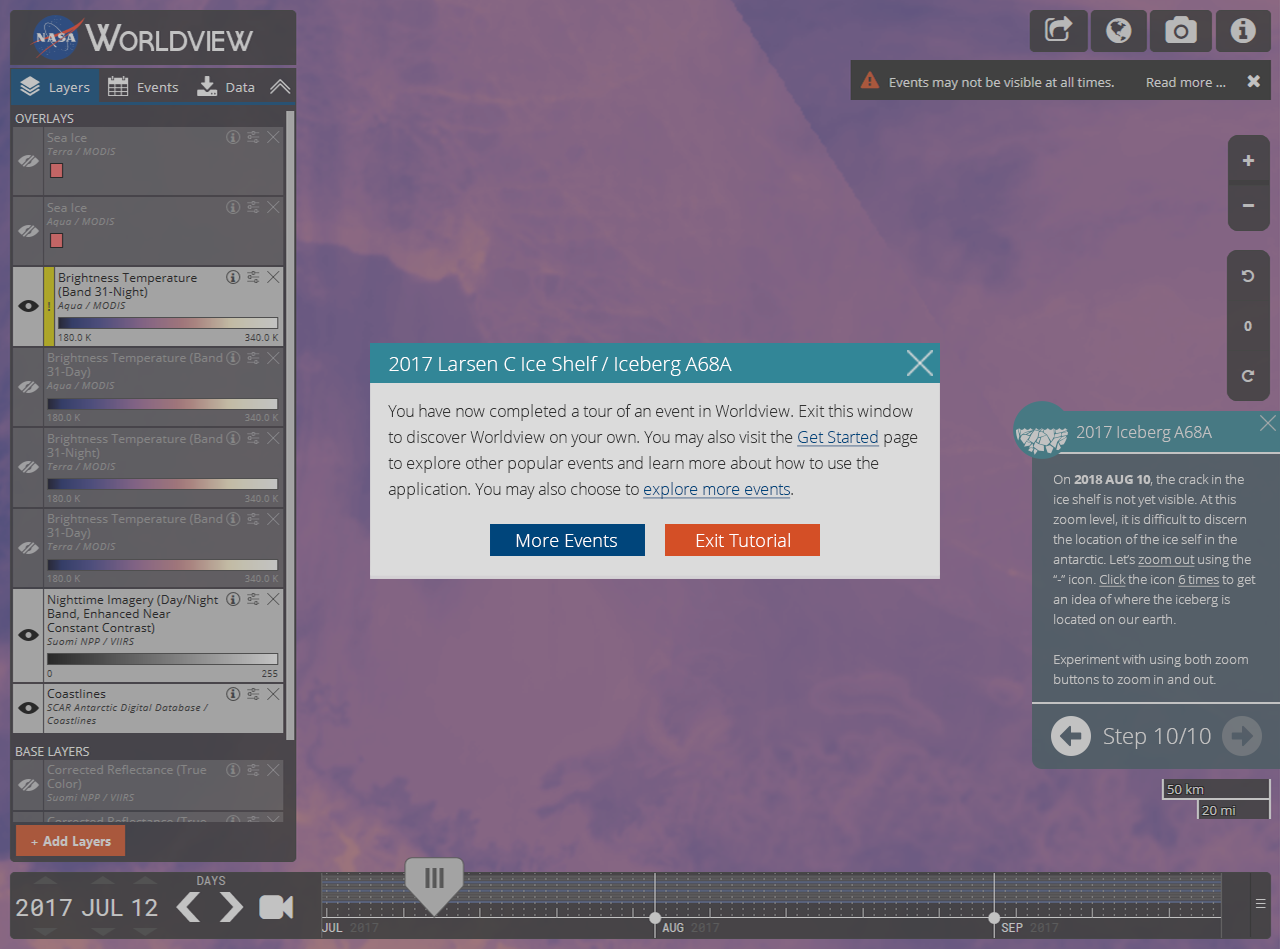 NASA WORLDVIEW
Layers
Events
Data
OVERLAYS
Sea Ice
Terra / MODIS
Sea Ice
Aqua / MODIS
!
Brightness Temperature
(Band 31-Night)
Aqua / MODIS
180.0 K 340.0 K
Brightness Temperature (Band
31-Day)
Aqua / MODIS
180.0 K 340.0 K
Brightness Temperature (Band
31-Night)
Terra / MODIS
180.0 K 340.0 K
Brightness Temperature (Band
31-Day)
Terra / MODIS
180.0 K 340.0 K
Nighttime Imagery (Day/Night
Band, Enhanced Near
Constant Contrast)
Suomi NPP / VIIRS
0 255
Coastlines
SCAR Antarctic Digital Database /
Coastlines
BASE LAYERS
Corrected Reflectance (True
Color)
Suomi NPP / VIIRS
Corrected Reflectance (True
+ Add Layers
Events may not be visible at all times. Read more ...
+
−
0
2017 Larsen C Ice Shelf / Iceberg A68A
You have now completed a tour of an event in Worldview. Exit this window
to discover Worldview on your own. You may also visit the Get Started page
to explore other popular events and learn more about how to use the
application. You may also choose to explore more events.
More Events
Exit Tutorial
2017 Iceberg A68A
On 2018 AUG 10, the crack in the
ice shelf is not yet visible. At this
zoom level, it is difficult to discern
the location of the ice self in the
antarctic. Let's zoom out using the
“-” icon. Click the icon 6 times to get
an idea of where the iceberg is
located on our earth.
Experiment with using both zoom
buttons to zoom in and out.
Step 10/10
50 km
20 mi
2017 JUL 12
DAYS
JUL 2017
AUG 2017
SEP 2017